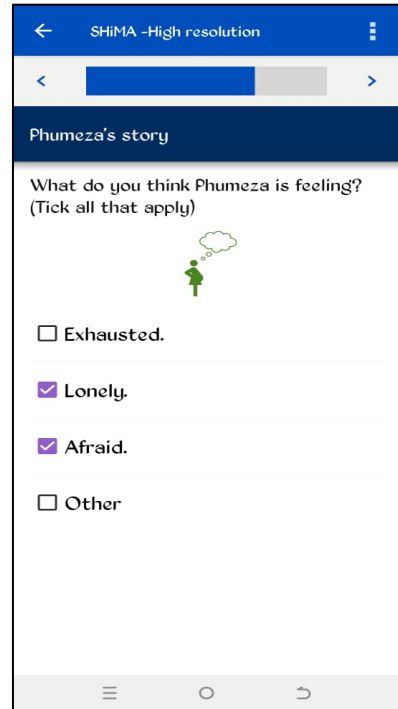 SHiMA -High resolution
Phumeza's story
What do you think Phumeza is feeling?
(Tick all that apply)
Exhausted.
Lonely.
Afraid.
Other